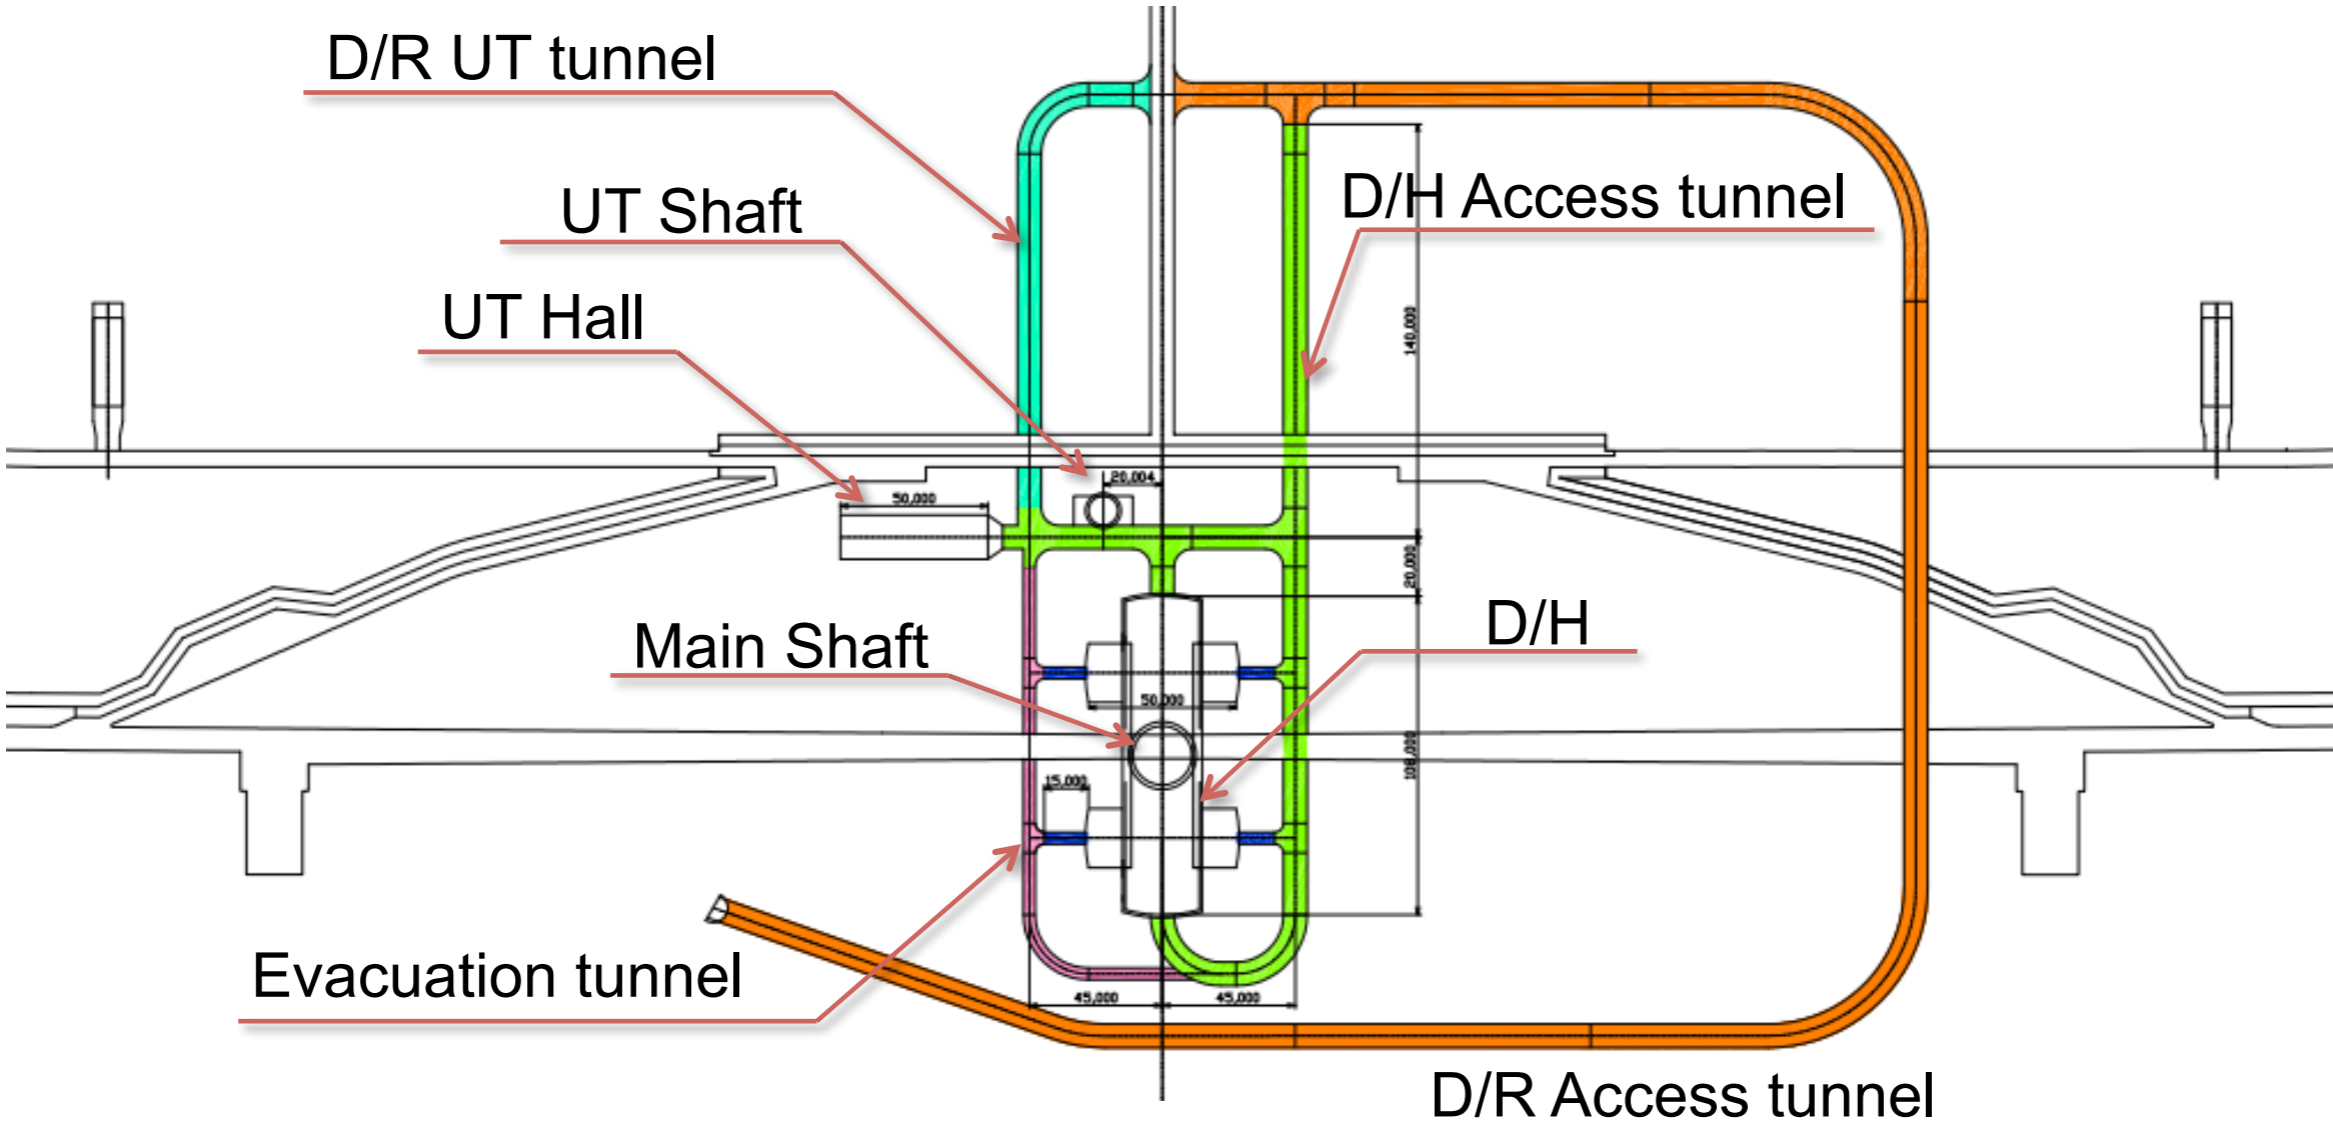 D/R UT tunnel
UT Shaft
D/H Access tunnel
UT Hall
140,000
20,004
50,000
20,000
D/H
Main Shaft
50,000
108,000
15,000
Evacuation tunnel
45,000
45,000
D/R Access tunnel